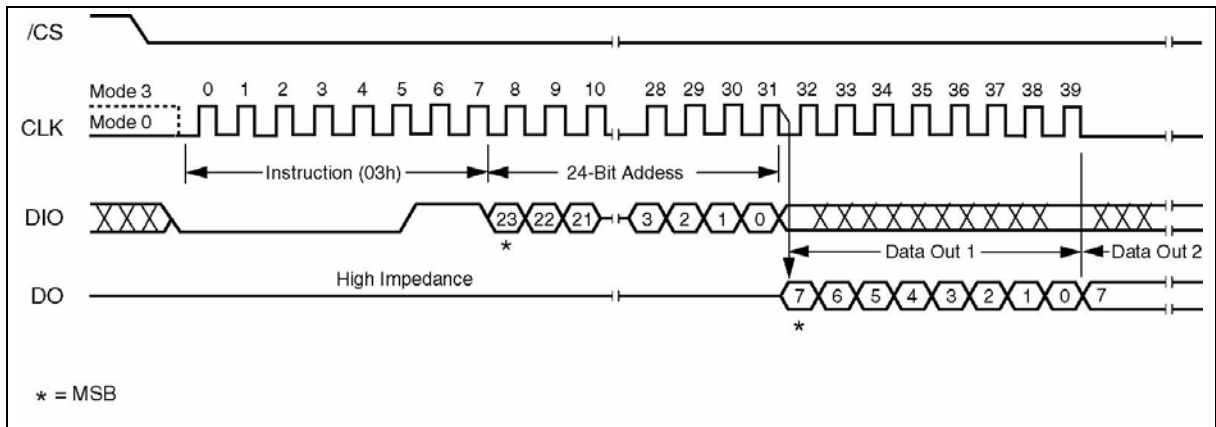 /CS
Mode 3
0 1 2 3 4 5 6 7 8 9 10 28 29 30 31 32 33 34 35 36 37 38 39
CLK
Mode 0
Instruction (03h)
24-Bit Addess
DIO
23 22 21 3 2 1 0
*
Data Out 1
Data Out 2
High Impedance
DO
7 6 5 4 3 2 1 0 7
*
* = MSB